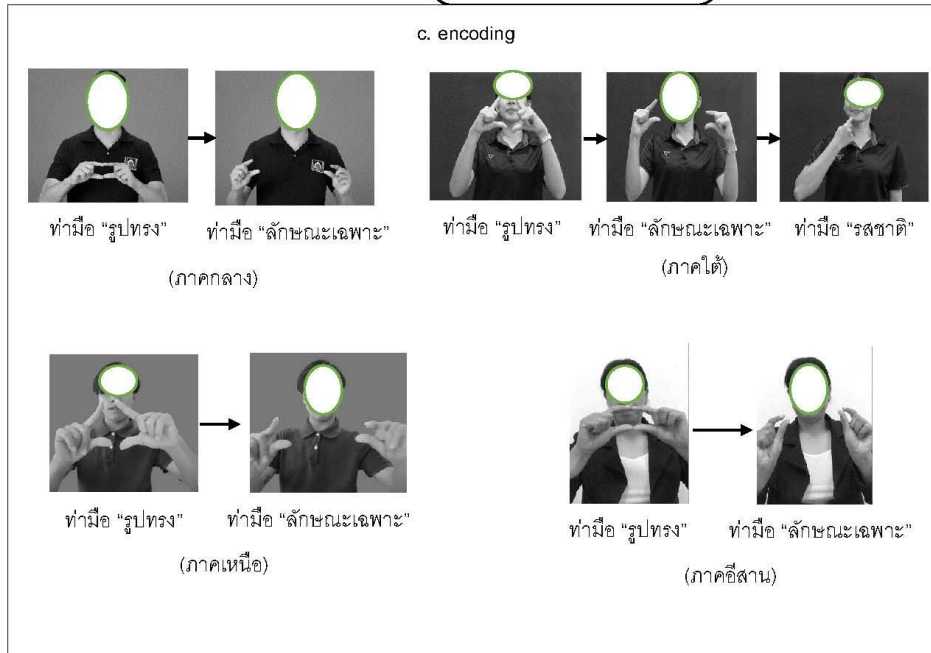 c. encoding
ท่ามือ “รูปทรง” ท่ามือ “ลักษณะเฉพาะ”
(ภาคกลาง)
ท่ามือ “รูปทรง” ท่ามือ “ลักษณะเฉพาะ” ท่ามือ “รสชาติ”
(ภาคใต้)
ท่ามือ “รูปทรง” ท่ามือ “ลักษณะเฉพาะ”
(ภาคเหนือ)
ท่ามือ “รูปทรง” ท่ามือ “ลักษณะเฉพาะ”
(ภาคอีสาน)